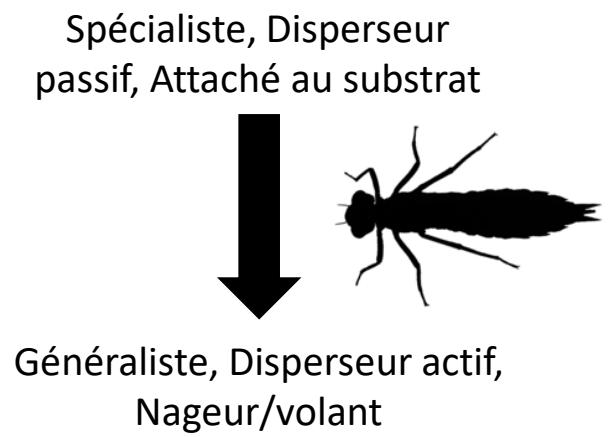 Spécialiste, Disperseur
passif, Attaché au substrat
Généraliste, Disperseur actif,
Nageur/volant